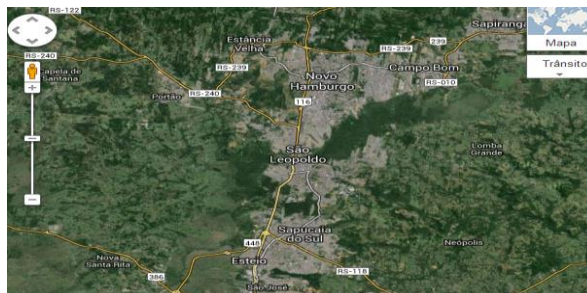 RS-122
Estância
Velha
239
Sapiranga
RS-239
Mapa
RS-240
Capela de
Santana
RS-239
Novo
Hamburgo
Campo Bom
RS-010
Trânsito
Portão
RS-240
116
São
Leopoldo
Lomba
Grande
Sapucaia
do Sul
448
Neópolis
Nova
Santa Rita
Esteio
RS-118
386
São José